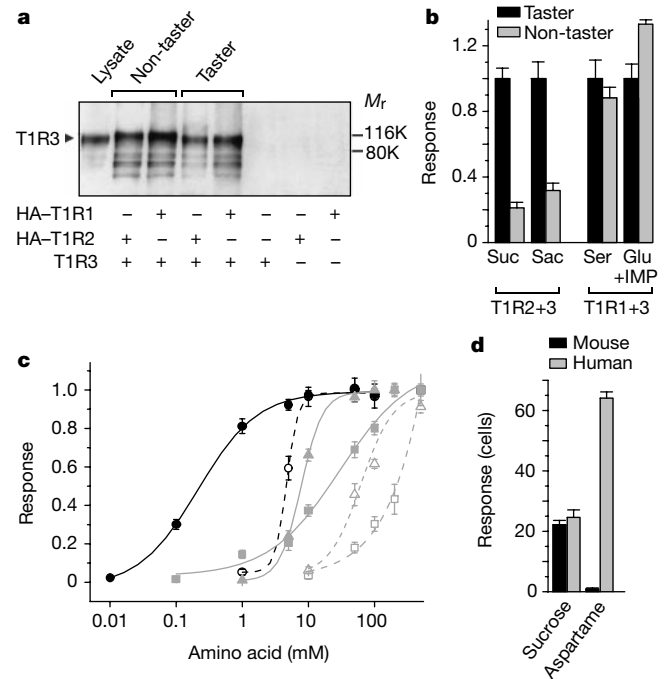 a
Lysate
Non-taster
Taster
Mr
T1R3
116K
80K
HA–T1R1 – + – + – – +
HA–T1R2 + – + – – + –
T1R3 + + + + + – –
b
Taster
Non-taster
Response
1.2
0.8
0.4
0
Suc Sac Ser Glu
+IMP
T1R2+3 T1R1+3
c
Response
1.0
0.8
0.6
0.4
0.2
0
0.01 0.1 1 10 100
Amino acid (mM)
d
Mouse
Human
Response (cells)
60
40
20
0
Sucrose
Aspartame